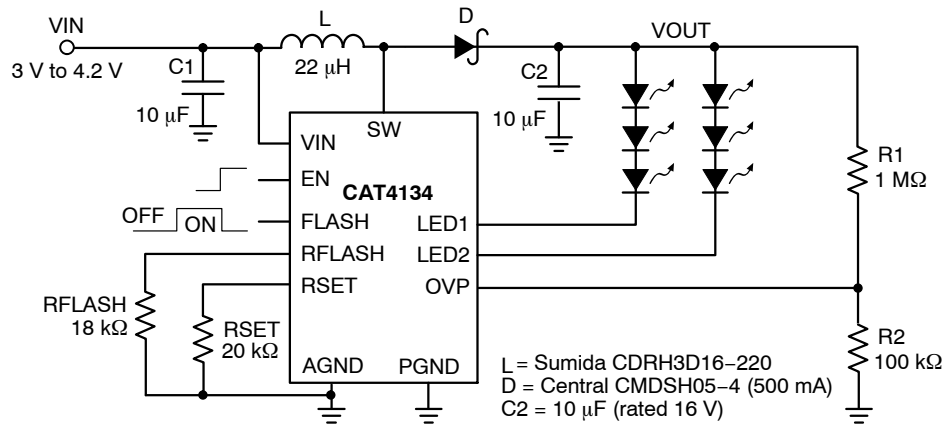 VIN
3 V to 4.2 V
C1
10 μF
L
22 μH
D
C2
10 μF
VOUT
R1
1 MΩ
SW
VIN
EN
CAT4134
OFF
ON
FLASH
LED1
RFLASH
LED2
RSET
OVP
RFLASH
18 kΩ
RSET
20 kΩ
R2
100 kΩ
AGND
PGND
L = Sumida CDRH3D16−220
D = Central CMDSH05−4 (500 mA)
C2 = 10 μF (rated 16 V)